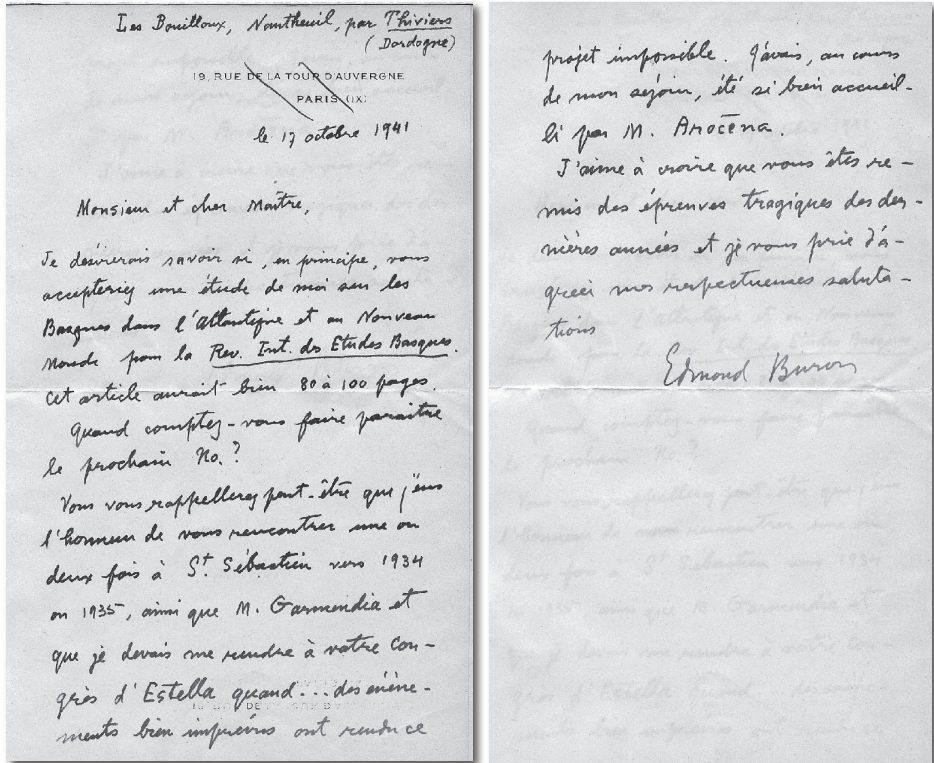 Les Bouilloux, Nantheuil, par Thiviers
(Dordogne)
19, RUE DE LA TOUR D'AUVERGNE
PARIS (IX)
le 17 octobre 1941
Monsieur et cher Maître,
Je désirerais savoir si, en principe, vous
accepteriez une étude de moi sur les
Basques dans l'Atlantique et au Nouveau
Monde pour la Rev. Int. des Etudes Basques.
Cet article aurait bien 80 à 100 pages.
Quand comptez-vous faire paraître
le prochain No.?
Vous vous rappellerez peut-être que j'eus
l'honneur de vous rencontrer une ou
deux fois à St. Sébastien vers 1934
ou 1935, ainsi que M. Garmendia et
que je devais me rendre à votre con-
grès d'Estella quand... des événe-
ments bien imprévus ont rendu ce
projet impossible. J'avais, au cours
de mon séjour, été si bien accueil-
li par M. Arocena.
J'aime à croire que vous êtes re-
mis des épreuves tragiques des der-
nières années et je vous prie d'a-
gréer mes respectueuses saluta-
tions
Edmond Buron